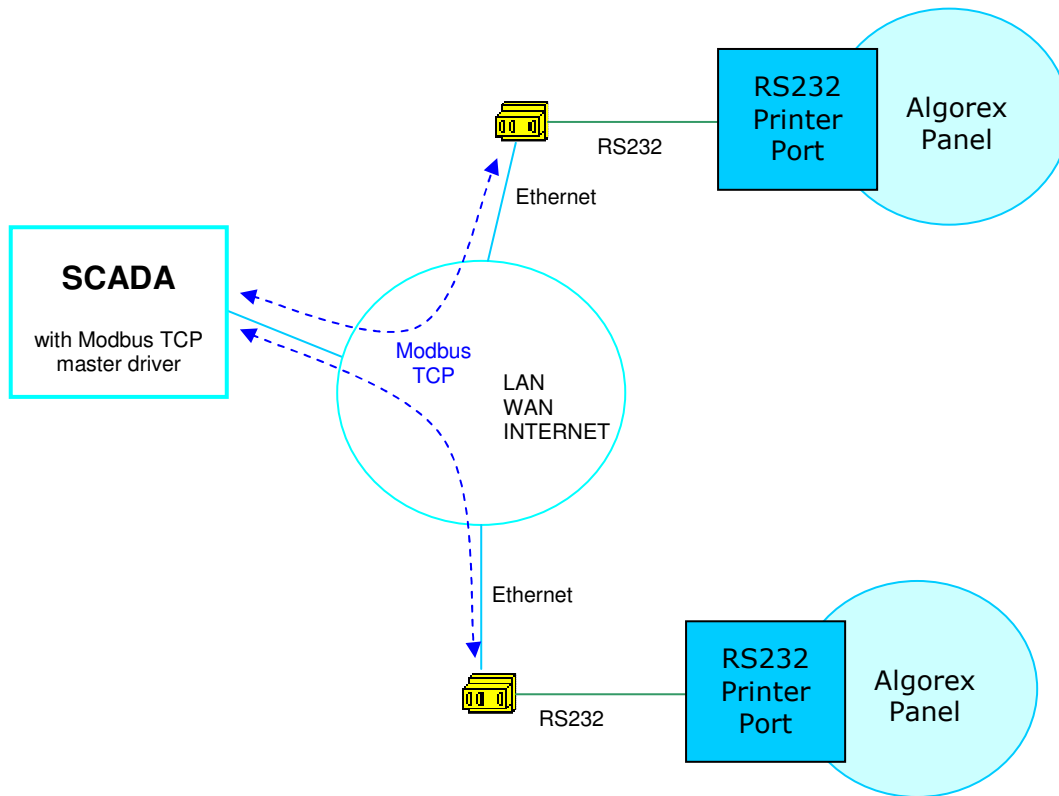 RS232
Printer
Port
Algorex
Panel
RS232
Ethernet
SCADA
with Modbus TCP
master driver
Modbus
TCP
LAN
WAN
INTERNET
Ethernet
RS232
Printer
Port
Algorex
Panel
RS232